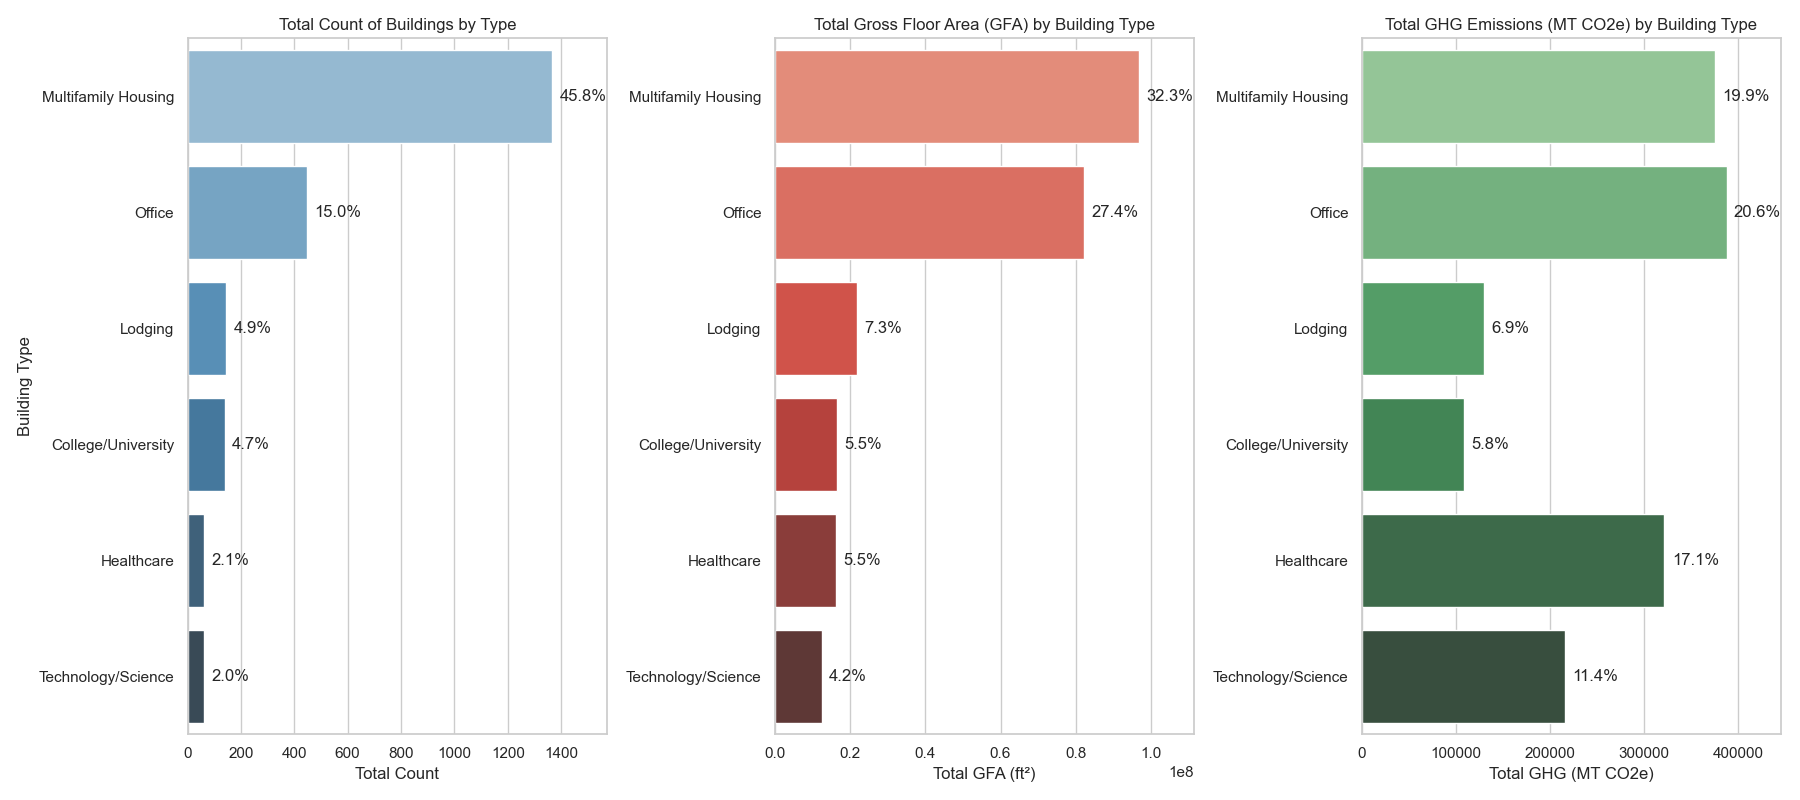 Total Count of Buildings by Type
Building Type
Multifamily Housing
45.8%
Office
15.0%
Lodging
4.9%
College/University
4.7%
Healthcare
2.1%
Technology/Science
2.0%
0 200 400 600 800 1000 1200 1400
Total Count
Total Gross Floor Area (GFA) by Building Type
Multifamily Housing
32.3%
Office
27.4%
Lodging
7.3%
College/University
5.5%
Healthcare
5.5%
Technology/Science
4.2%
0.0 0.2 0.4 0.6 0.8 1.0
1e8
Total GFA (ft²)
Total GHG Emissions (MT CO2e) by Building Type
Multifamily Housing
19.9%
Office
20.6%
Lodging
6.9%
College/University
5.8%
Healthcare
17.1%
Technology/Science
11.4%
0 100000 200000 300000 400000
Total GHG (MT CO2e)